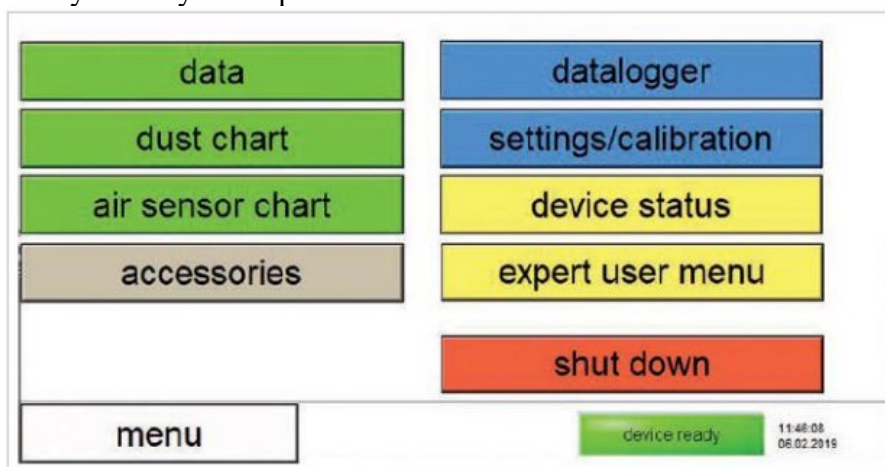 data
dust chart
air sensor chart
accessories
datalogger
settings/calibration
device status
expert user menu
shut down
menu
device ready
11:46:08
06.02.2019